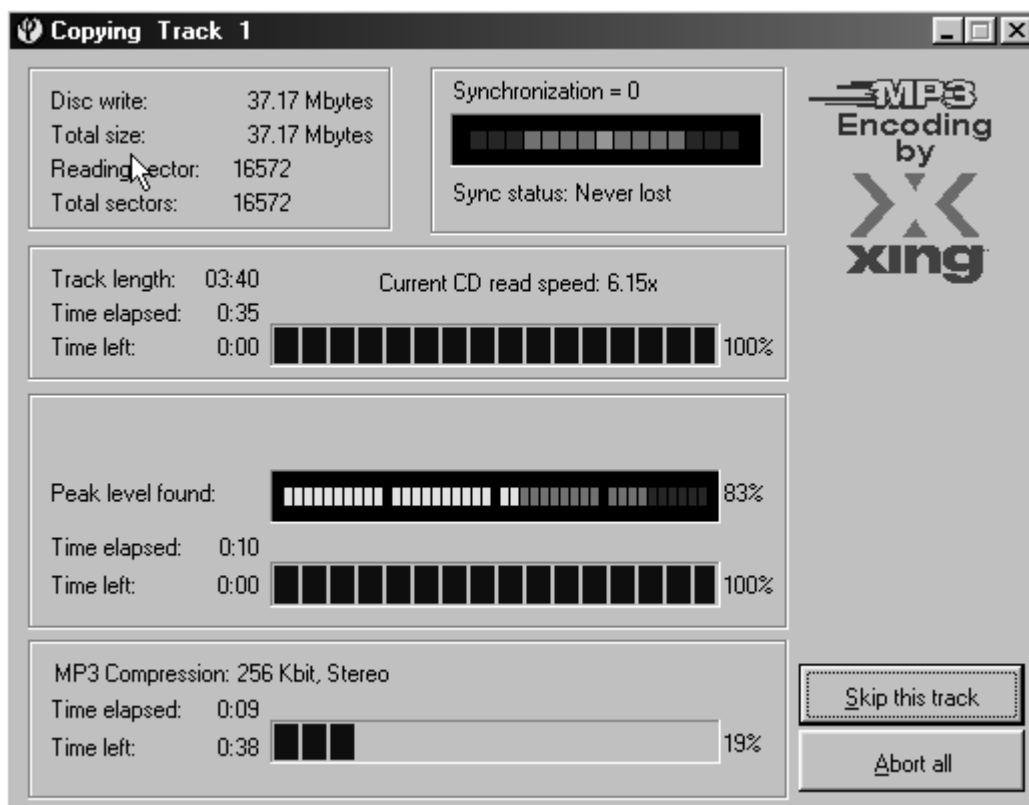 Copying Track 1
Disc write: 37.17 Mbytes
Total size: 37.17 Mbytes
Reading sector: 16572
Total sectors: 16572
Synchronization = 0
Sync status: Never lost
MP3
Encoding
by
xing
Track length: 03:40
Current CD read speed: 6.15x
Time elapsed: 0:35
Time left: 0:00 100%
Peak level found: 83%
Time elapsed: 0:10
Time left: 0:00 100%
MP3 Compression: 256 Kbit, Stereo
Time elapsed: 0:09
Time left: 0:38 19%
Skip this track
Abort all